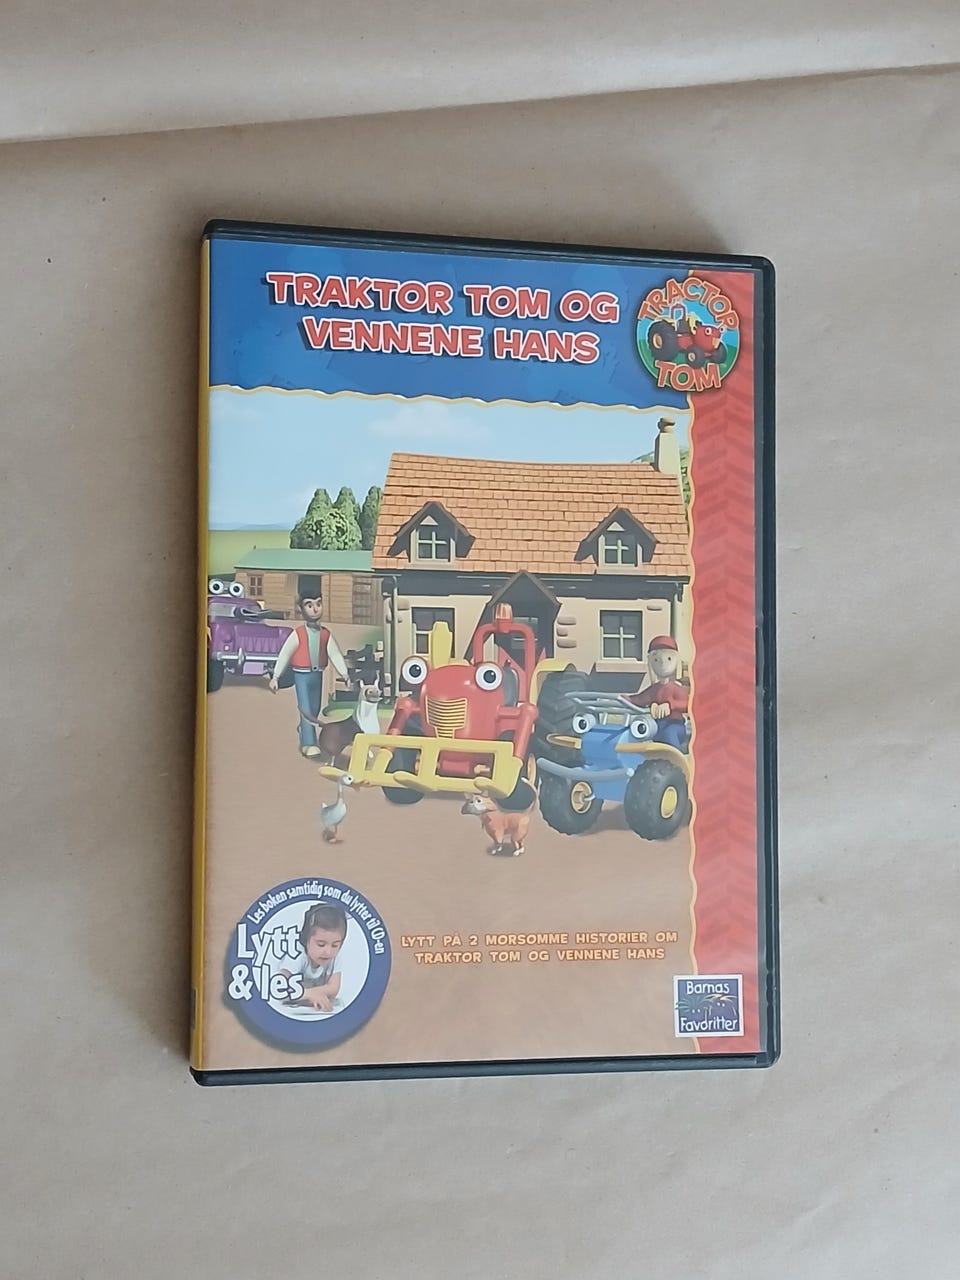 TRAKTOR TOM OG
VENNENE HANS
TRACTOR
TOM
Les boken samtidig som du lytter til CD-en
Lytt
& les
LYTT PÅ 2 MORSOMME HISTORIER OM
TRAKTOR TOM OG VENNENE HANS
Barnas
Favoritter